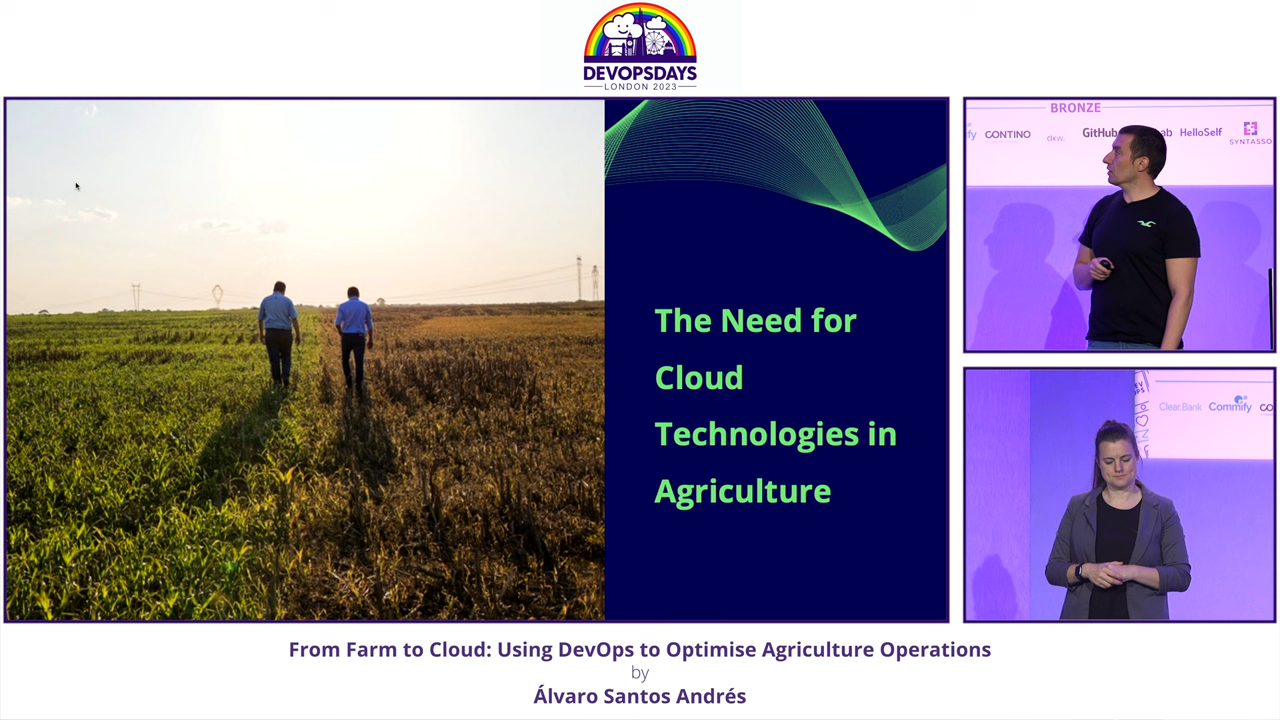 DEVOPSDAYS
LONDON 2023
The Need for
Cloud
Technologies in
Agriculture
BRONZE
CONTINO
dxw.
GitHub
HelloSelf
SYNTASSO
Clear.Bank
Commify
From Farm to Cloud: Using DevOps to Optimise Agriculture Operations
by
Álvaro Santos Andrés